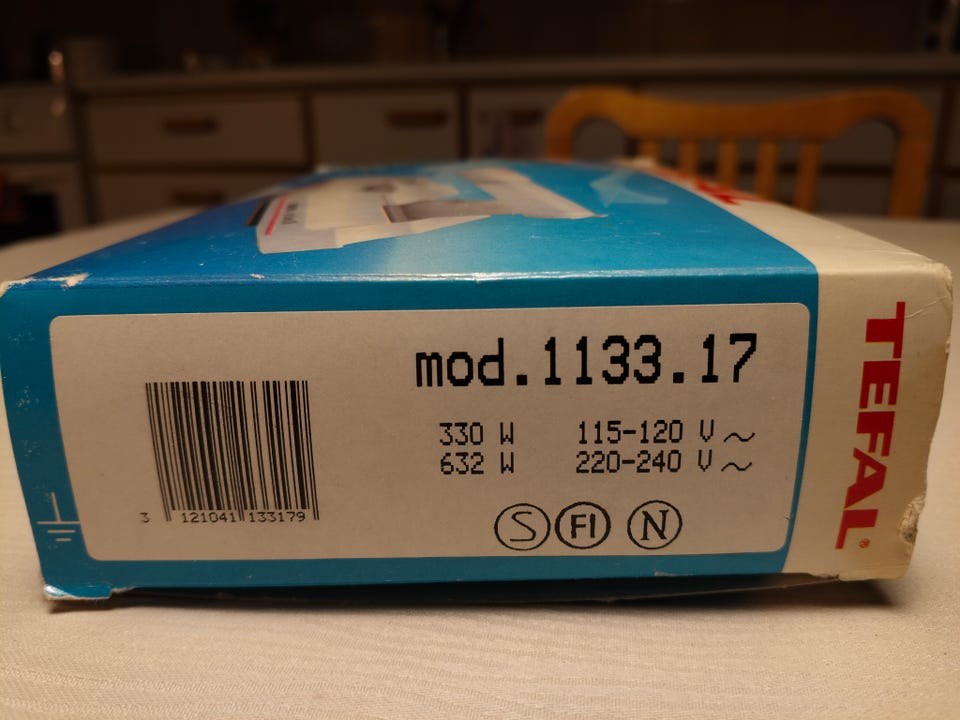 mod.1133.17
330 W 115-120 V ~
632 W 220-240 V ~
S FI N
3 121041 133179
TEFAL®